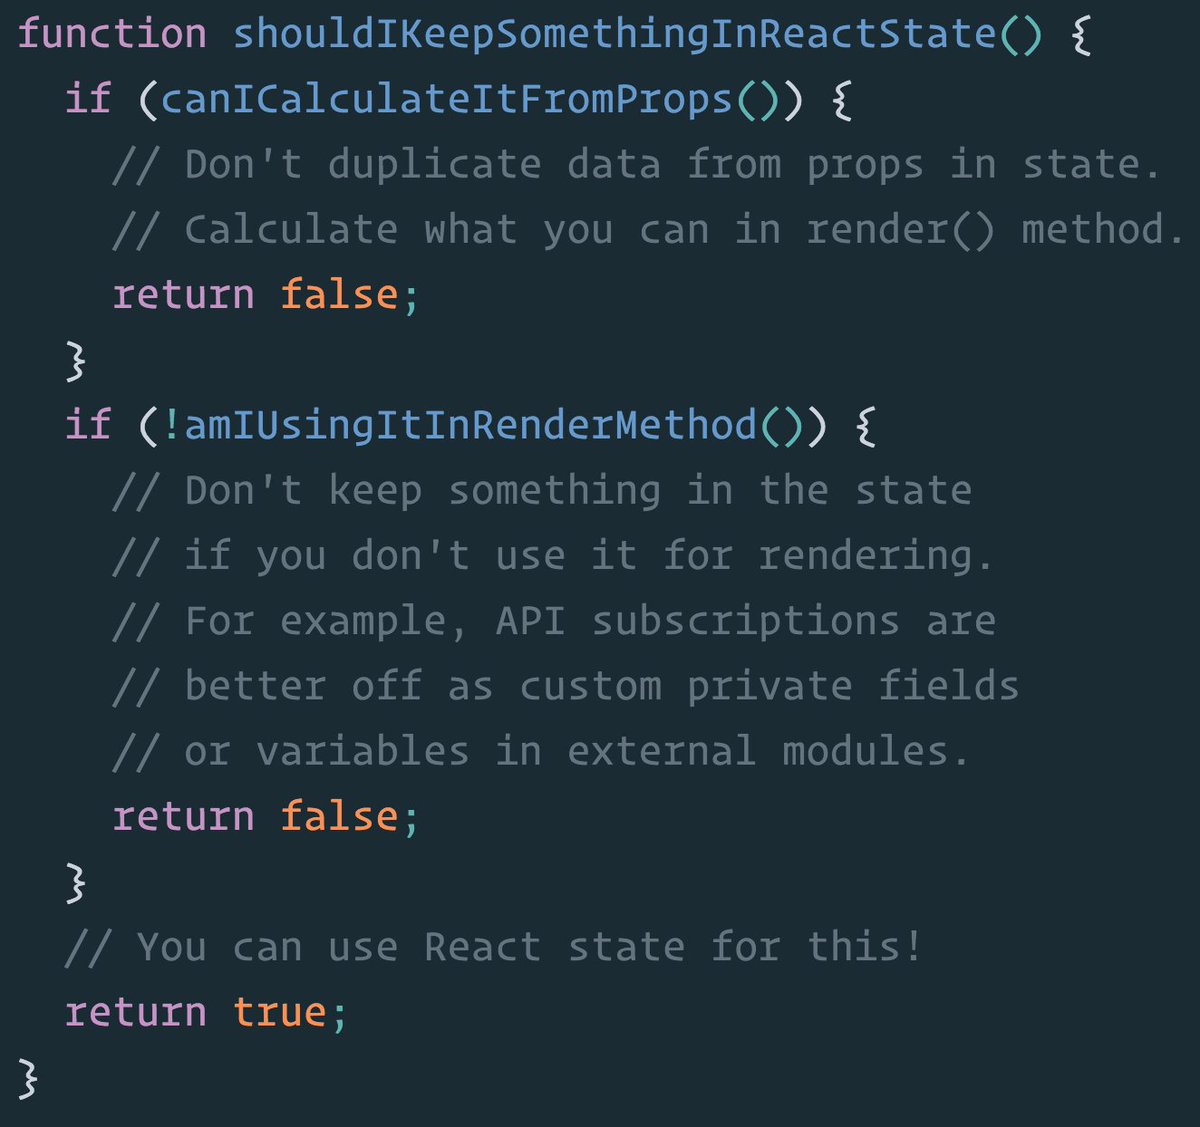 function shouldIKeepSomethingInReactState() {
  if (canICalculateItFromProps()) {
    // Don't duplicate data from props in state.
    // Calculate what you can in render() method.
    return false;
  }
  if (!amIUsingItInRenderMethod()) {
    // Don't keep something in the state
    // if you don't use it for rendering.
    // For example, API subscriptions are
    // better off as custom private fields
    // or variables in external modules.
    return false;
  }
  // You can use React state for this!
  return true;
}